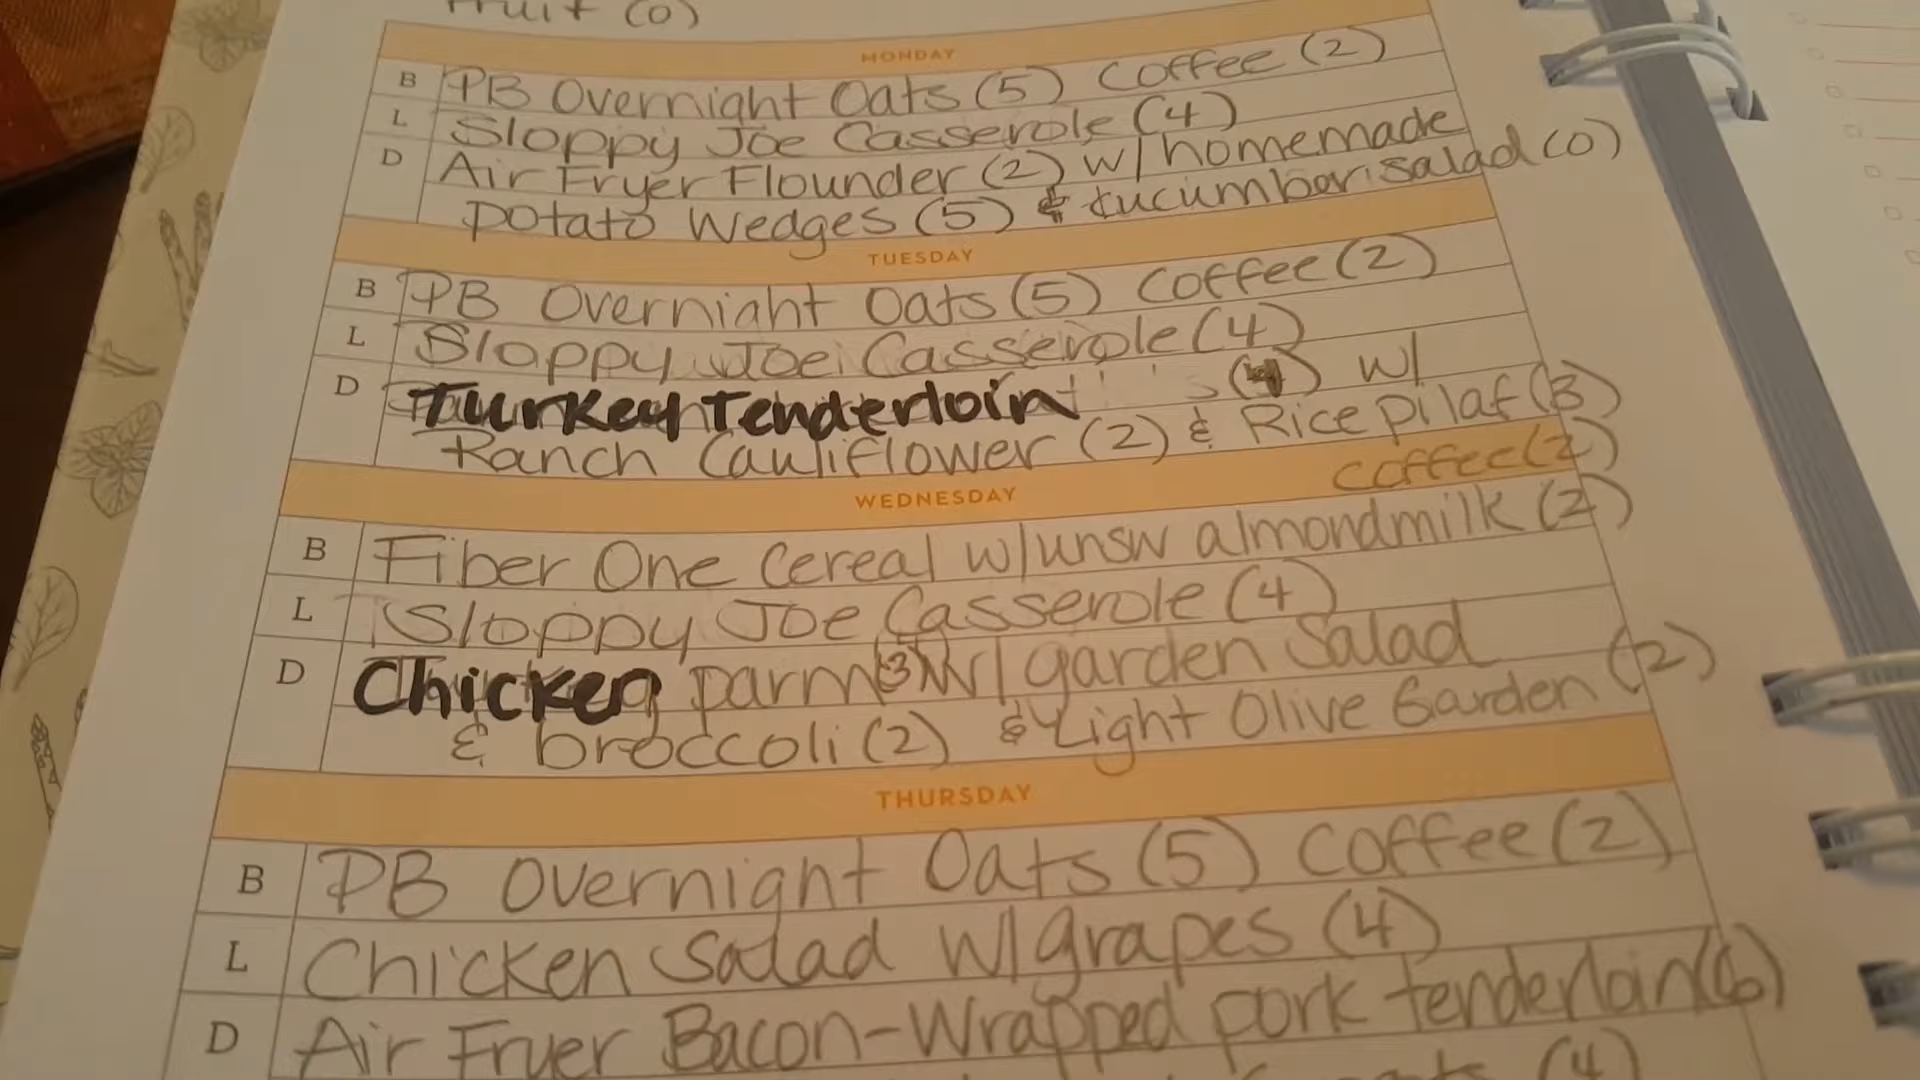 Fruit (0)
MONDAY
B PB Overnight Oats (5) Coffee (2)
L Sloppy Joe Casserole (4)
D Air Fryer Flounder (2) w/ homemade
potato wedges (5) & cucumber salad (0)
TUESDAY
B PB Overnight Oats (5) Coffee (2)
L Sloppy Joe Casserole (4)
D Turkey Tenderloin w/
Ranch Cauliflower (2) & Rice pilaf (3)
coffee (2)
WEDNESDAY
B Fiber One Cereal w/unsw almondmilk (2)
L Sloppy Joe Casserole (4)
D Chicken parm (3) w/ garden Salad
& broccoli (2) & Light Olive Garden (2)
THURSDAY
B PB Overnight Oats (5) Coffee (2)
L Chicken Salad w/grapes (4)
D Air Fryer Bacon-Wrapped pork tenderloin (6)
(4)